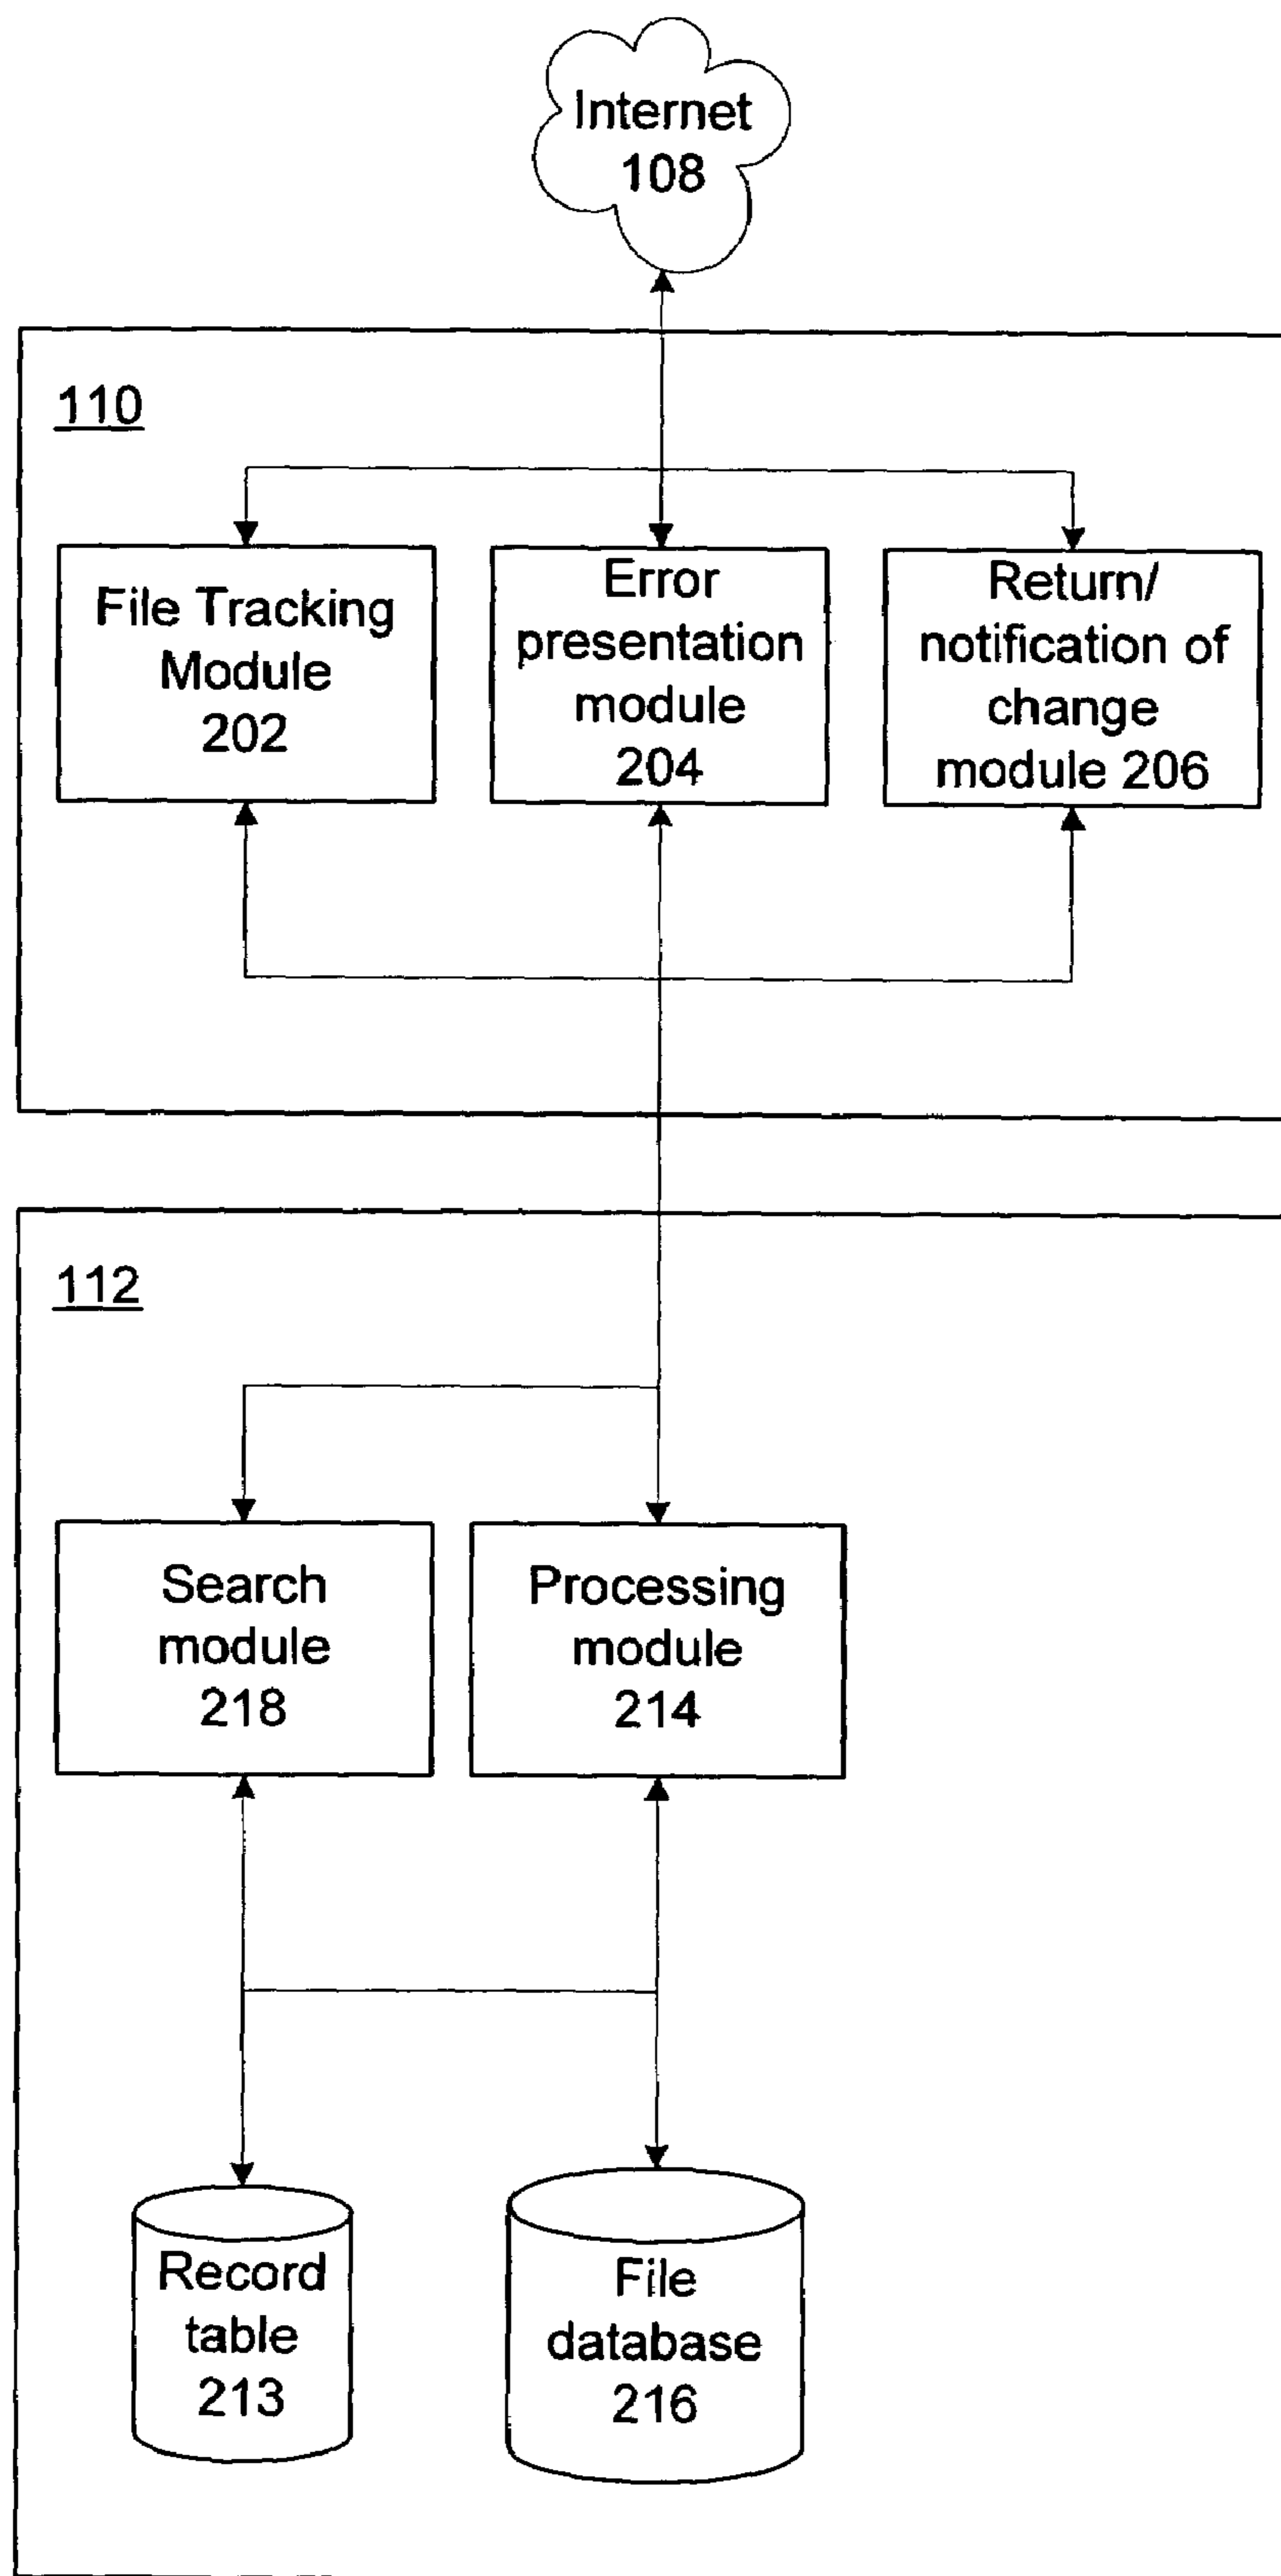 Internet
108
110
File Tracking
Module
202
Error
presentation
module
204
Return/
notification of
change
module 206
112
Search
module
218
Processing
module
214
Record
table
213
File
database
216